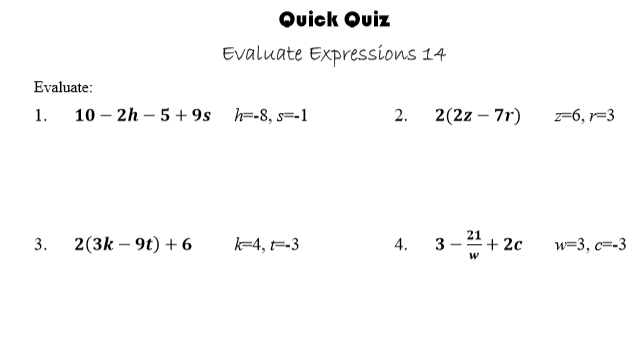 Quick Quiz
Evaluate Expressions 14
Evaluate:
1. 10 – 2h – 5 + 9s h=-8, s=-1 2. 2(2z – 7r) z=6, r=3
3. 2(3k – 9t) + 6 k=4, t=-3 4. 3 – 21/w + 2c w=3, c=-3